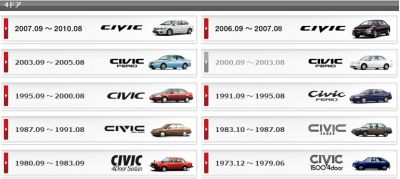 4ドア
2007.09 ～ 2010.08 CIVIC
2006.09 ～ 2007.08 CIVIC
2003.09 ～ 2005.08 CIVIC FERIO
2000.09 ～ 2003.08 CIVIC FERIO
1995.09 ～ 2000.08 CIVIC
1991.09 ～ 1995.08 Civic FERIO
1987.09 ～ 1991.08 CIVIC
1983.10 ～ 1987.08 CIVIC
1980.09 ～ 1983.09 CIVIC 4Door Sedan
1973.12 ～ 1979.06 CIVIC 1500 4door